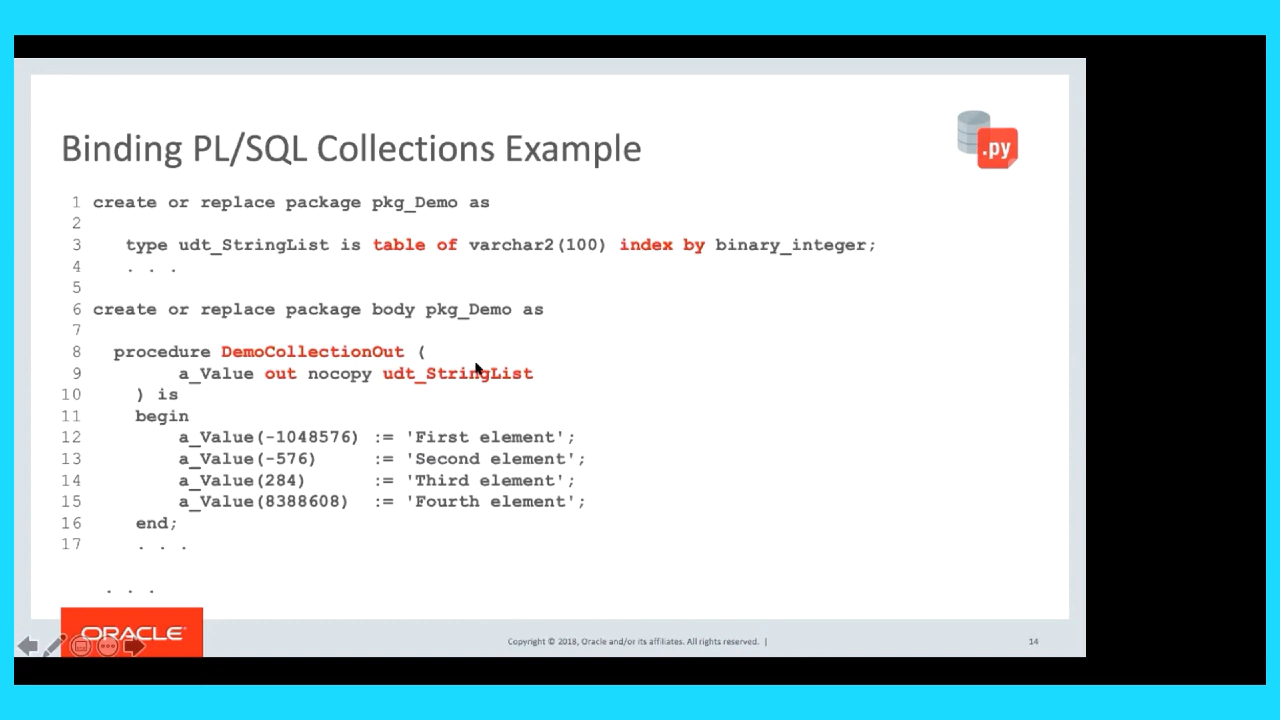 Binding PL/SQL Collections Example
.py
1 create or replace package pkg_Demo as
2
3 type udt_StringList is table of varchar2(100) index by binary_integer;
4 . . .
5
6 create or replace package body pkg_Demo as
7
8 procedure DemoCollectionOut (
9 a_Value out nocopy udt_StringList
10 ) is
11 begin
12 a_Value(-1048576) := 'First element';
13 a_Value(-576) := 'Second element';
14 a_Value(284) := 'Third element';
15 a_Value(8388608) := 'Fourth element';
16 end;
17 . . .
. . .
ORACLE
Copyright © 2018, Oracle and/or its affiliates. All rights reserved. |
14